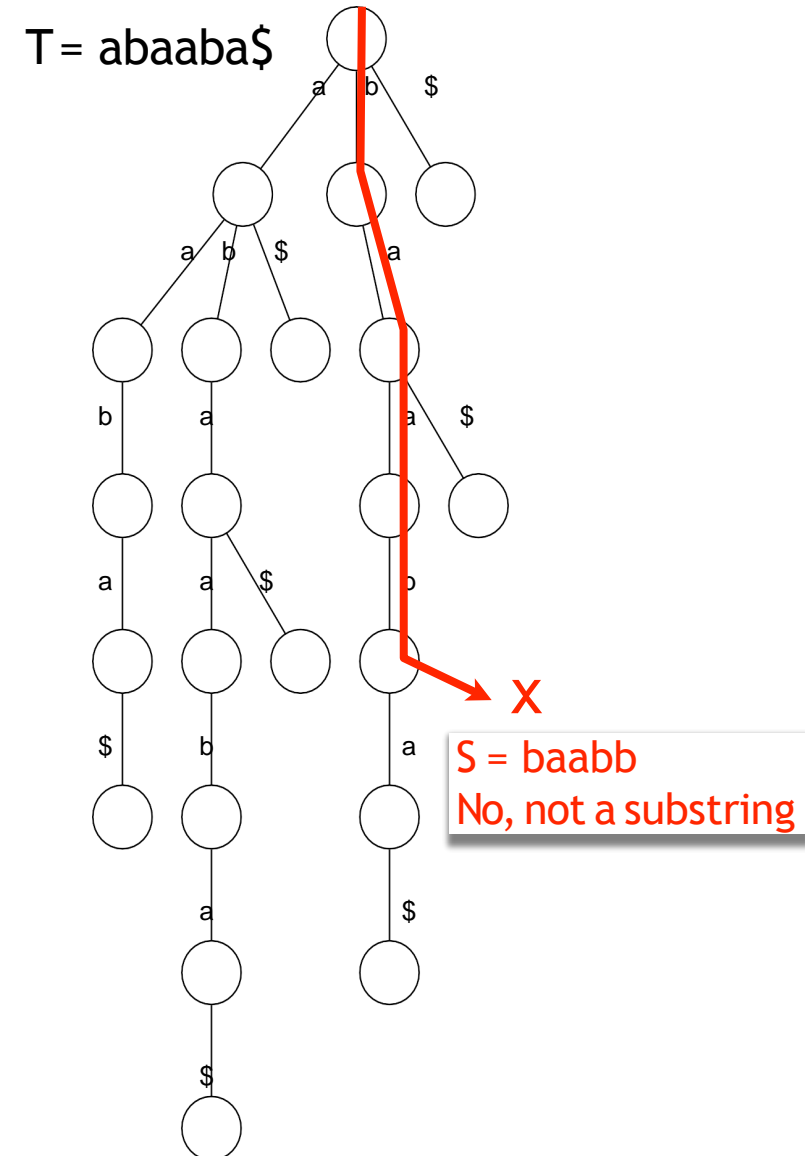 T = abaaba$
a b $
a b $ a
b a a $
a a $ b
X
$ b a
S = baabb
No, not a substring
a $
$